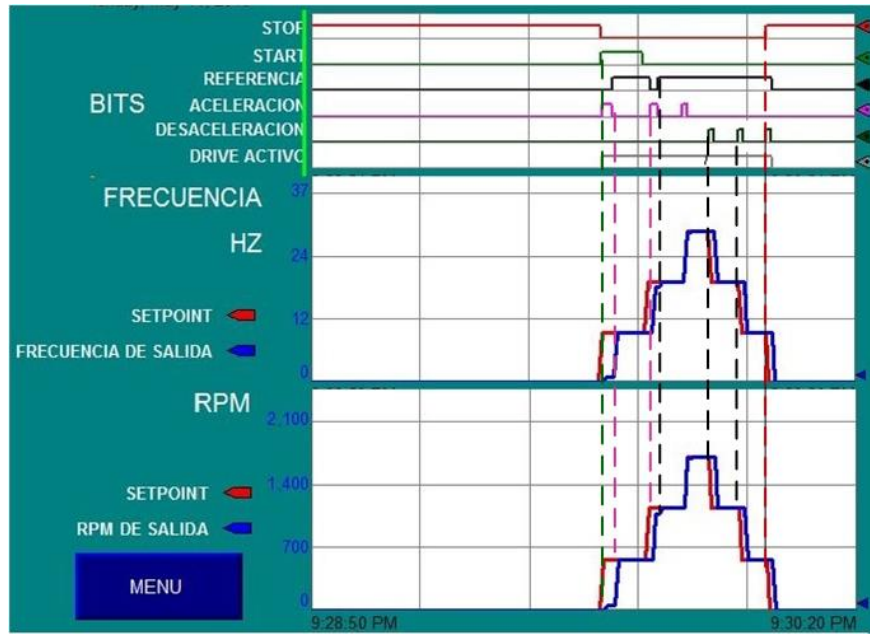 STOP
START
REFERENCIA
BITS
ACELERACION
DESACELERACION
DRIVE ACTIVO
FRECUENCIA
HZ
37
24
12
0
SETPOINT
FRECUENCIA DE SALIDA
RPM
2,100
1,400
700
0
SETPOINT
RPM DE SALIDA
MENU
9:28:50 PM
9:30:20 PM